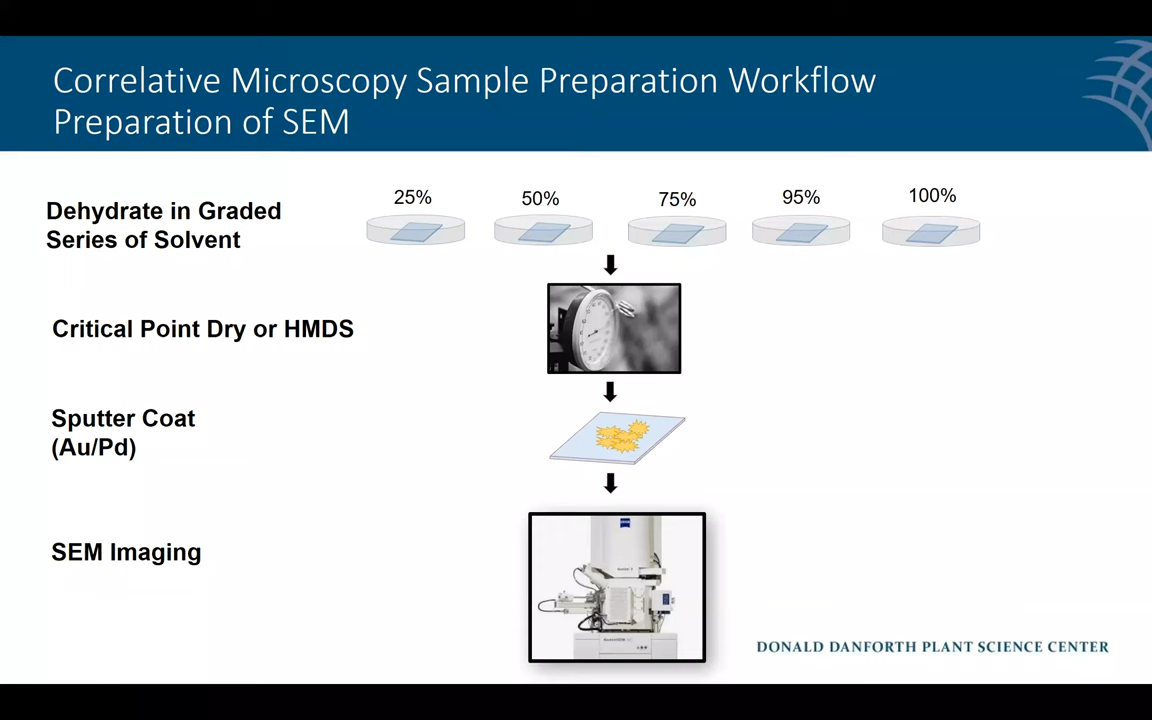 Correlative Microscopy Sample Preparation Workflow
Preparation of SEM
25%
50%
75%
95%
100%
Dehydrate in Graded
Series of Solvent
Critical Point Dry or HMDS
Sputter Coat
(Au/Pd)
SEM Imaging
DONALD DANFORTH PLANT SCIENCE CENTER